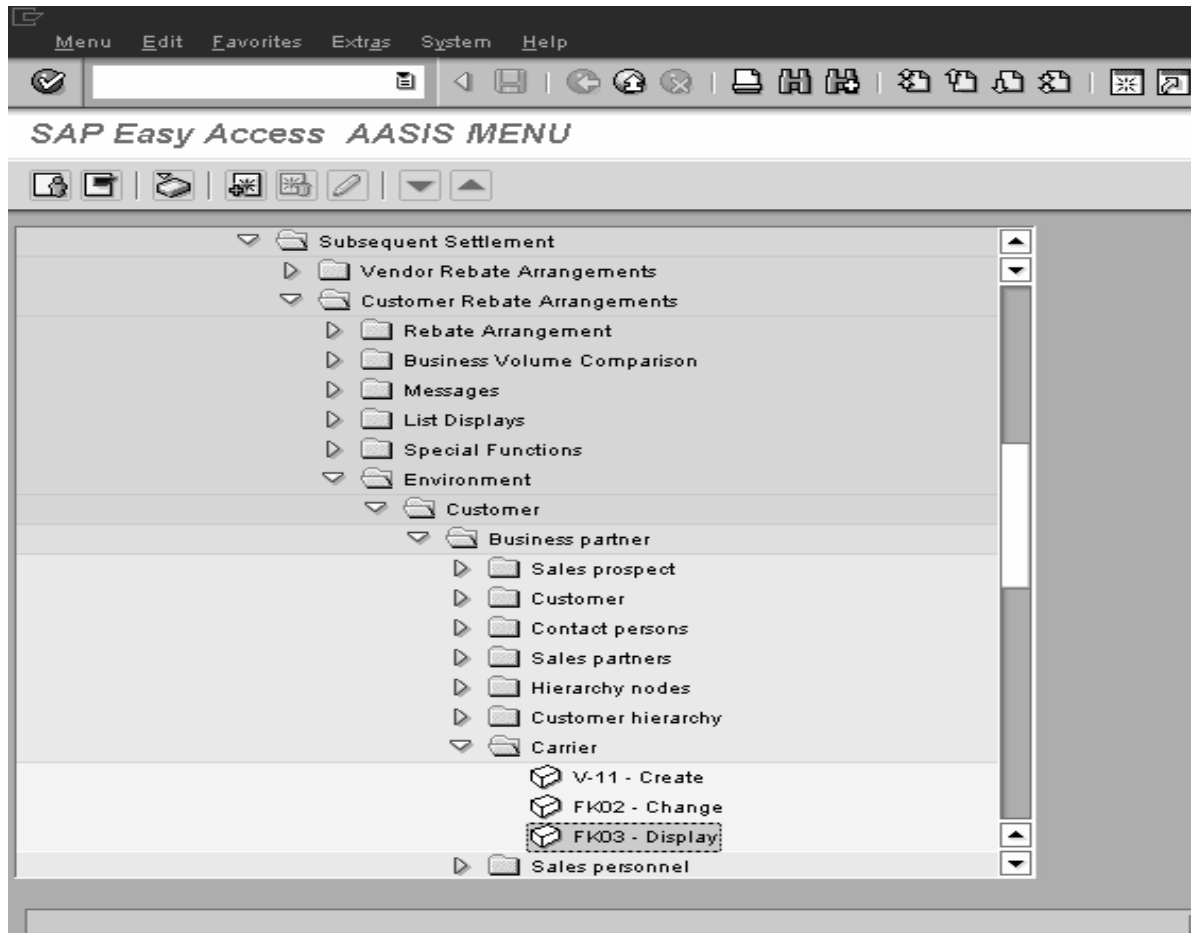 Menu Edit Favorites Extras System Help
SAP Easy Access AASIS MENU
Subsequent Settlement
Vendor Rebate Arrangements
Customer Rebate Arrangements
Rebate Arrangement
Business Volume Comparison
Messages
List Displays
Special Functions
Environment
Customer
Business partner
Sales prospect
Customer
Contact persons
Sales partners
Hierarchy nodes
Customer hierarchy
Carrier
V-11 - Create
FK02 - Change
FK03 - Display
Sales personnel